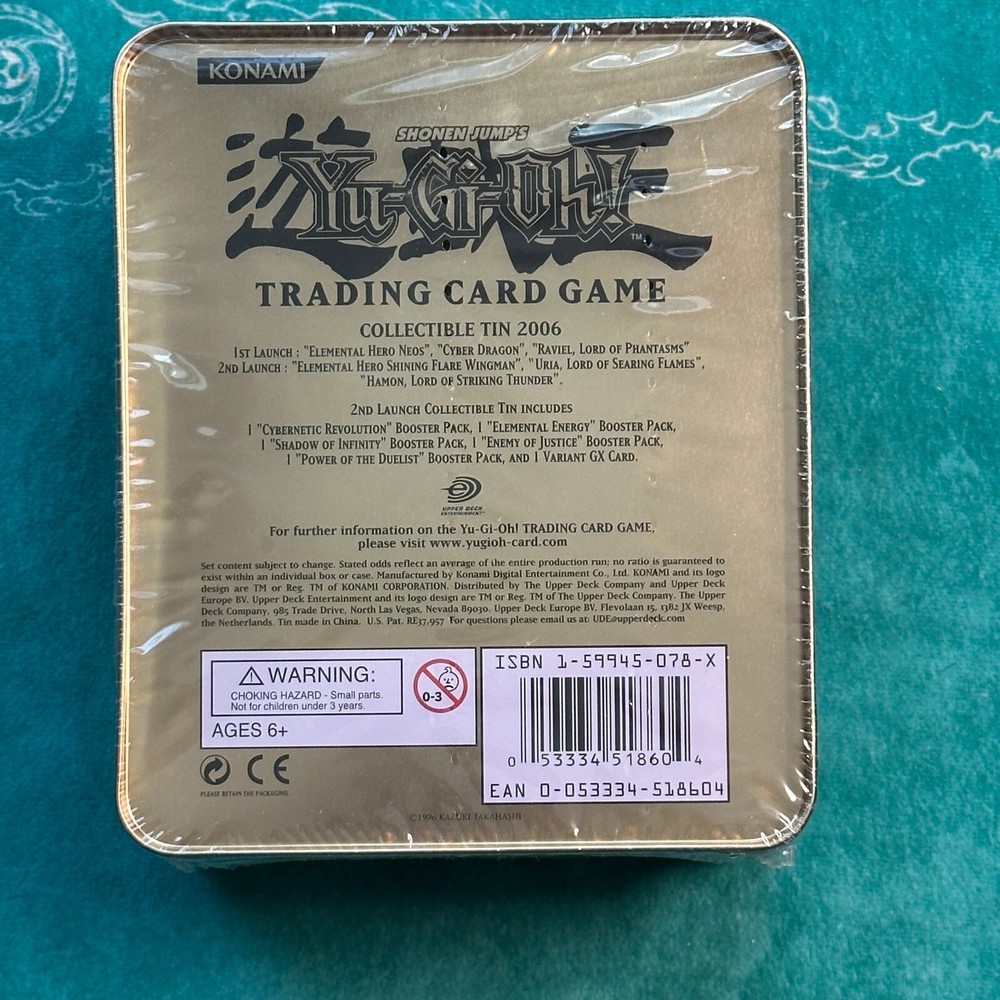 KONAMI
SHONEN JUMP'S
遊戯王
Yu-Gi-Oh!
TM
TRADING CARD GAME
COLLECTIBLE TIN 2006
1ST LAUNCH : "ELEMENTAL HERO NEOS", "CYBER DRAGON", "RAVIEL, LORD OF PHANTASMS"
2ND LAUNCH : "ELEMENTAL HERO SHINING FLARE WINGMAN", "URIA, LORD OF SEARING FLAMES",
"HAMON, LORD OF STRIKING THUNDER".
2ND LAUNCH COLLECTIBLE TIN INCLUDES
1 "CYBERNETIC REVOLUTION" BOOSTER PACK, 1 "ELEMENTAL ENERGY" BOOSTER PACK,
1 "SHADOW OF INFINITY" BOOSTER PACK, 1 "ENEMY OF JUSTICE" BOOSTER PACK,
1 "POWER OF THE DUELIST" BOOSTER PACK, AND 1 VARIANT GX CARD.
UPPER DECK
ENTERTAINMENT™
For further information on the Yu-Gi-Oh! TRADING CARD GAME,
please visit www.yugioh-card.com
Set content subject to change. Stated odds reflect an average of the entire production run; no ratio is guaranteed to
exist within an individual box or case. Manufactured by Konami Digital Entertainment Co., Ltd. KONAMI and its logo
design are TM or Reg. TM of KONAMI CORPORATION. Distributed by The Upper Deck Company and Upper Deck
Europe BV. Upper Deck Entertainment and its logo design are TM or Reg. TM of The Upper Deck Company, The Upper
Deck Company, 985 Trade Drive, North Las Vegas, Nevada 89030. Upper Deck Europe BV. Flevolaan 15, 1382 JX Weesp,
the Netherlands. Tin made in China. U.S. Pat. RE37,957 For questions please email us at: UDE@upperdeck.com
WARNING:
CHOKING HAZARD - Small parts.
Not for children under 3 years.
0-3
AGES 6+
PLEASE RETAIN THE PACKAGING.
CE
ISBN 1-59945-078-X
0 53334 51860 4
EAN 0-053334-518604
©1996 KAZUKI TAKAHASHI